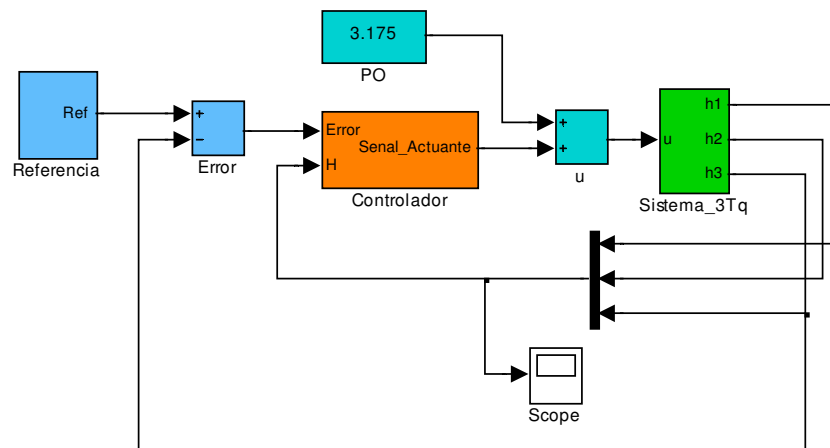 3.175
PO
Ref
Referencia
+
−
Error
Error
H
Senal_Actuante
Controlador
+
+
u
u
h1
h2
h3
Sistema_3Tq
Scope